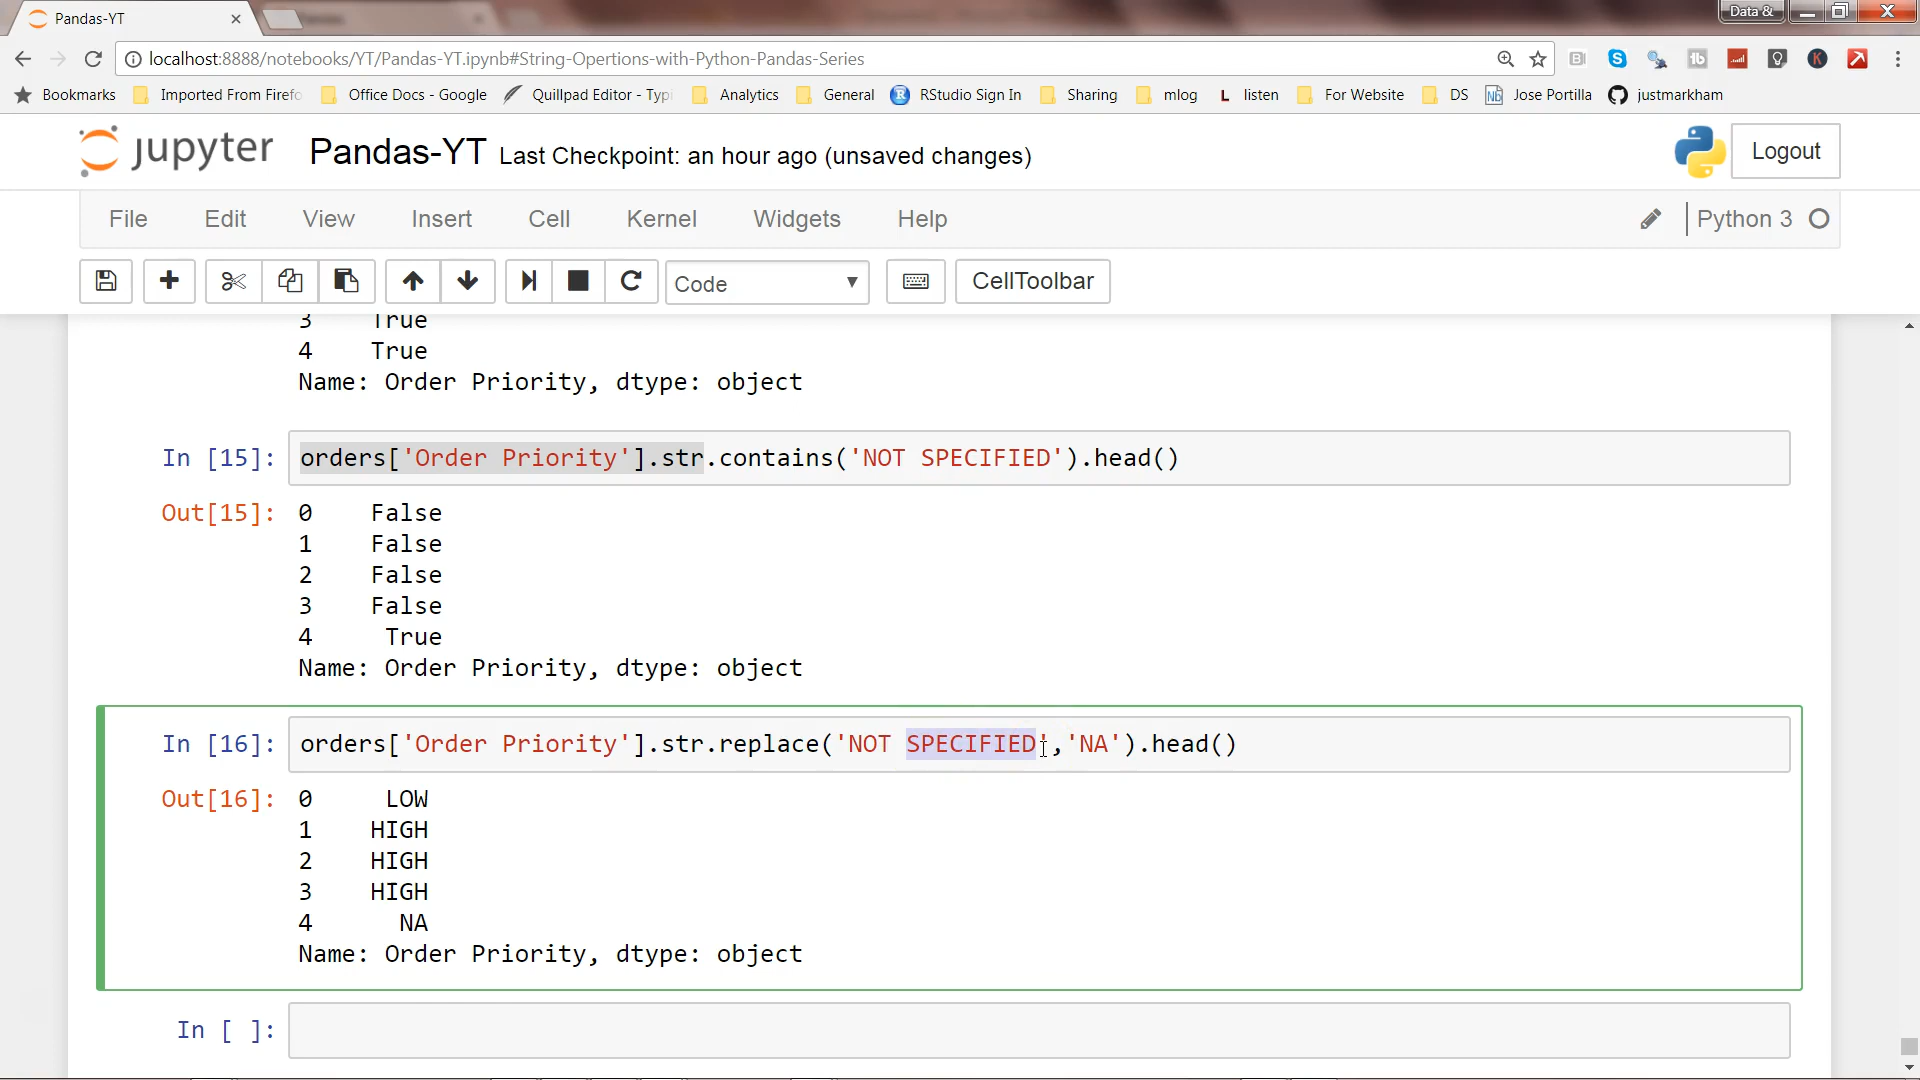 Pandas-YT
Data &
localhost:8888/notebooks/YT/Pandas-YT.ipynb#String-Opertions-with-Python-Pandas-Series
Bookmarks Imported From Firefo Office Docs - Google Quillpad Editor - Typi Analytics General RStudio Sign In Sharing mlog L listen For Website DS Nb Jose Portilla justmarkham
jupyter Pandas-YT Last Checkpoint: an hour ago (unsaved changes) Logout
File Edit View Insert Cell Kernel Widgets Help Python 3
Code CellToolbar
3 True
4 True
Name: Order Priority, dtype: object
In [15]: orders['Order Priority'].str.contains('NOT SPECIFIED').head()
Out[15]: 0 False
1 False
2 False
3 False
4 True
Name: Order Priority, dtype: object
In [16]: orders['Order Priority'].str.replace('NOT SPECIFIED','NA').head()
Out[16]: 0 LOW
1 HIGH
2 HIGH
3 HIGH
4 NA
Name: Order Priority, dtype: object
In [ ]: